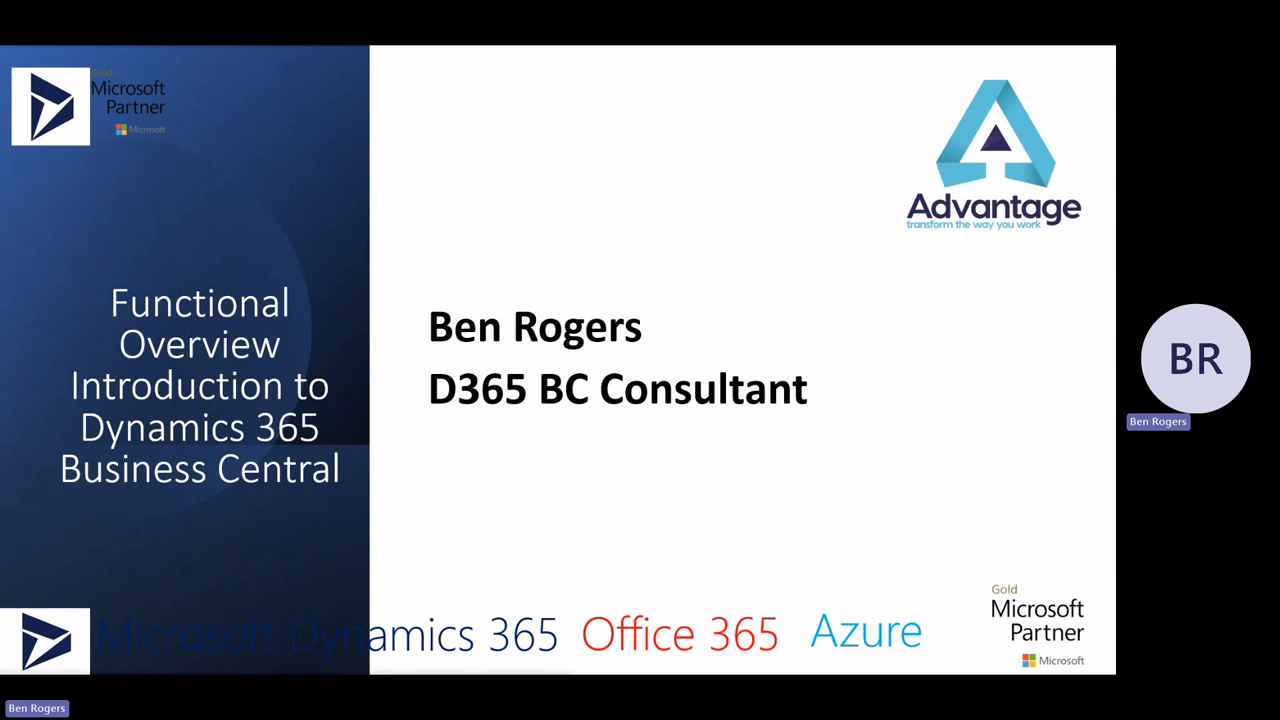 Gold
Microsoft
Partner
Microsoft
Advantage
transform the way you work
Functional
Overview
Introduction to
Dynamics 365
Business Central
Ben Rogers
D365 BC Consultant
BR
Ben Rogers
Microsoft Dynamics 365 Office 365 Azure
Gold
Microsoft
Partner
Microsoft
Ben Rogers